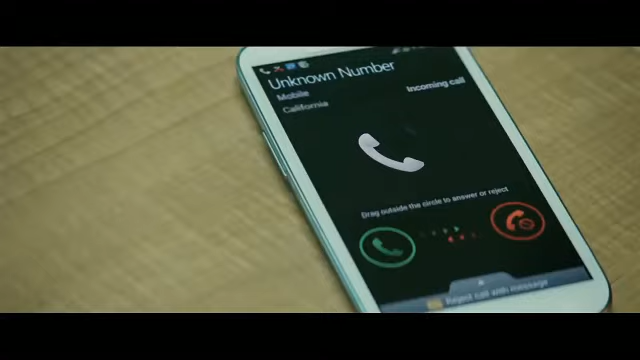 Unknown Number
Mobile
Incoming call
California
Drag outside the circle to answer or reject
Reject call with message